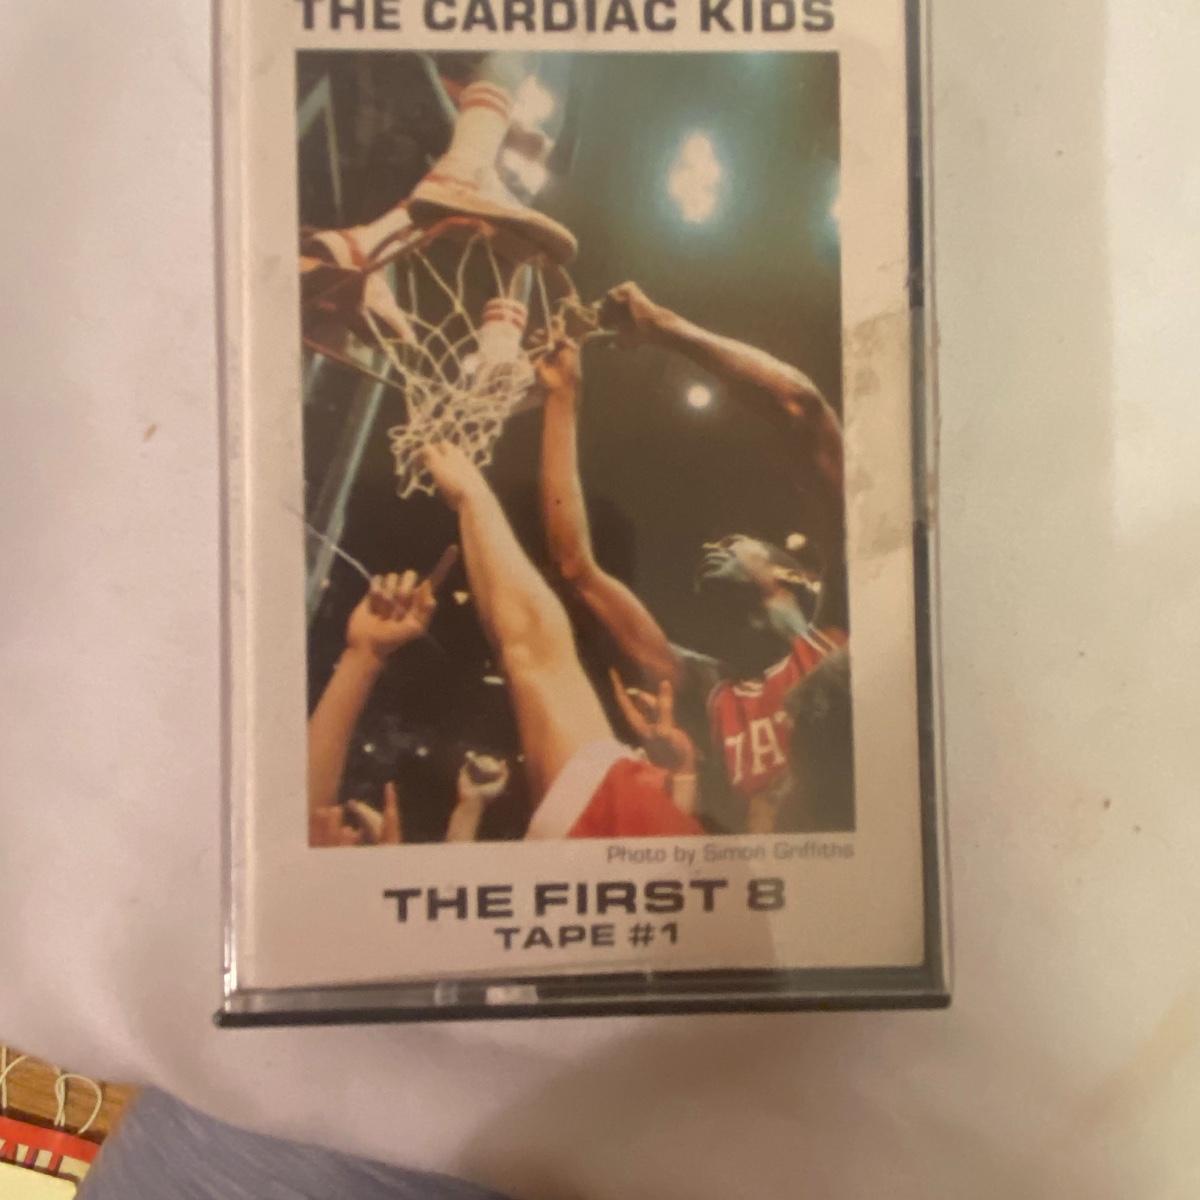 THE CARDIAC KIDS
Photo by Simon Griffiths
THE FIRST 8
TAPE #1